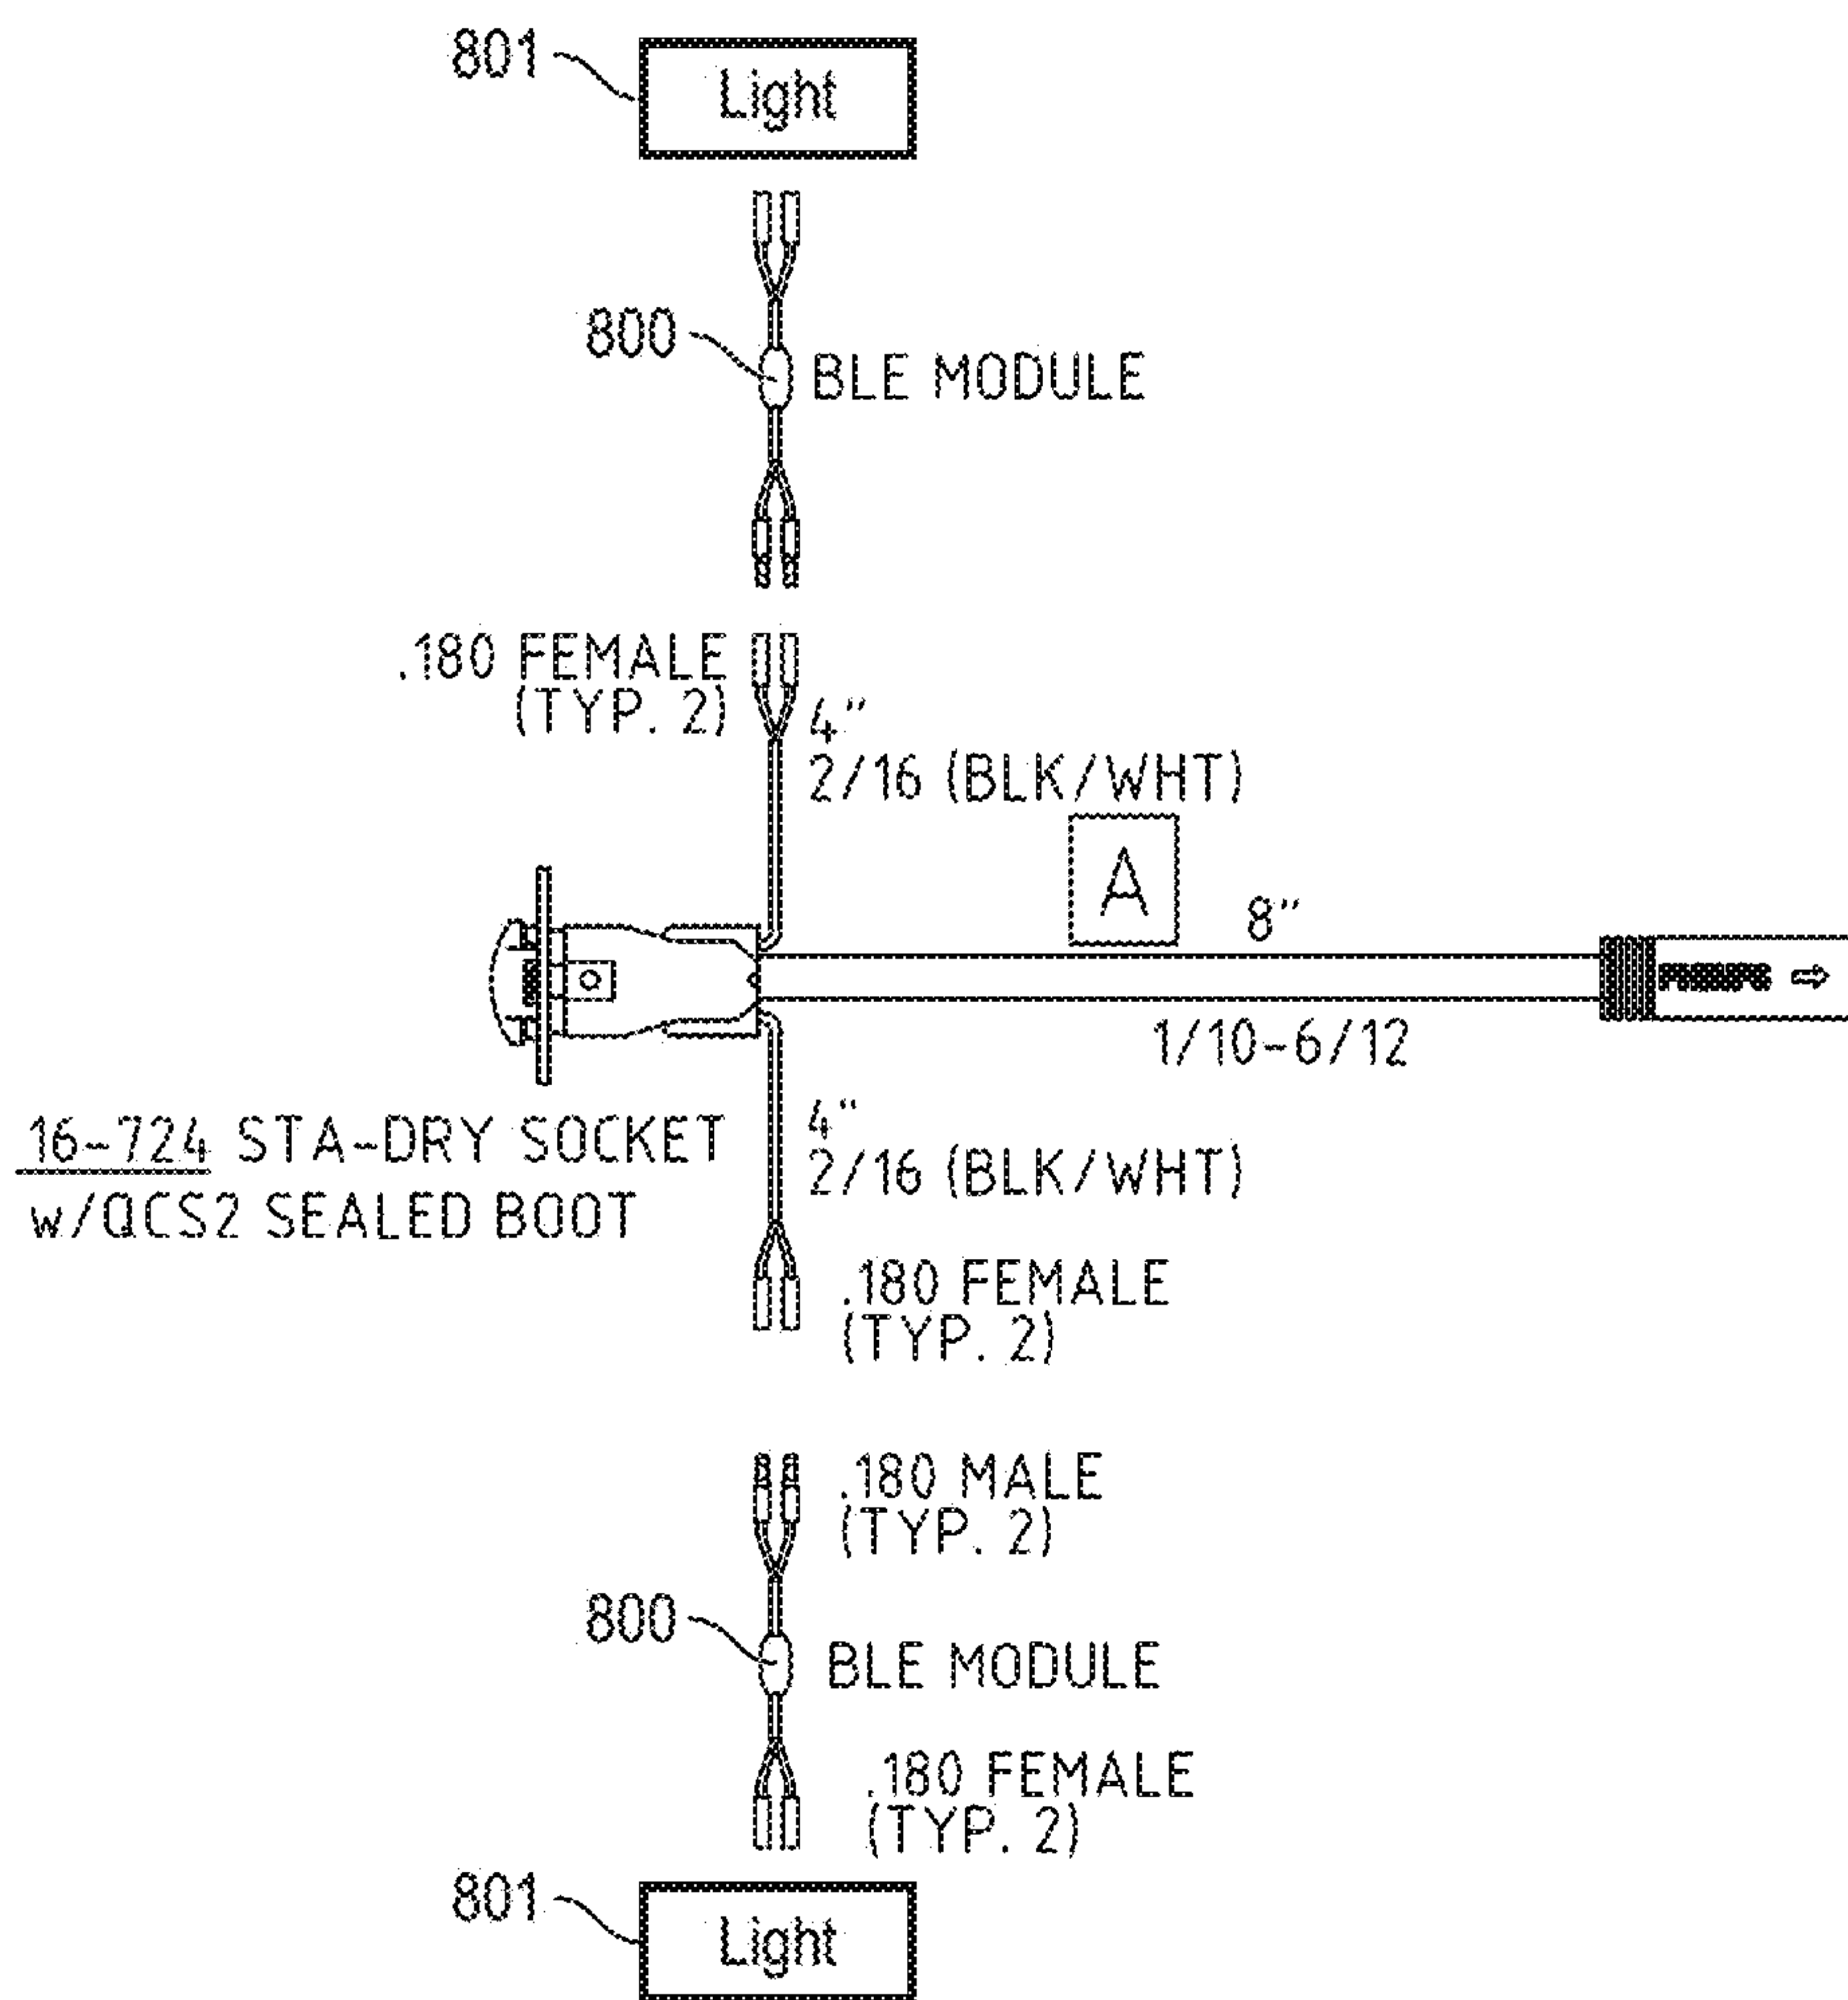 801
Light
800
BLE MODULE
.180 FEMALE
(TYP. 2)
4"
2/16 (BLK/WHT)
A
8"
1/10-6/12
16-724 STA-DRY SOCKET
w/QCS2 SEALED BOOT
4"
2/16 (BLK/WHT)
.180 FEMALE
(TYP. 2)
.180 MALE
(TYP. 2)
800
BLE MODULE
.180 FEMALE
(TYP. 2)
801
Light